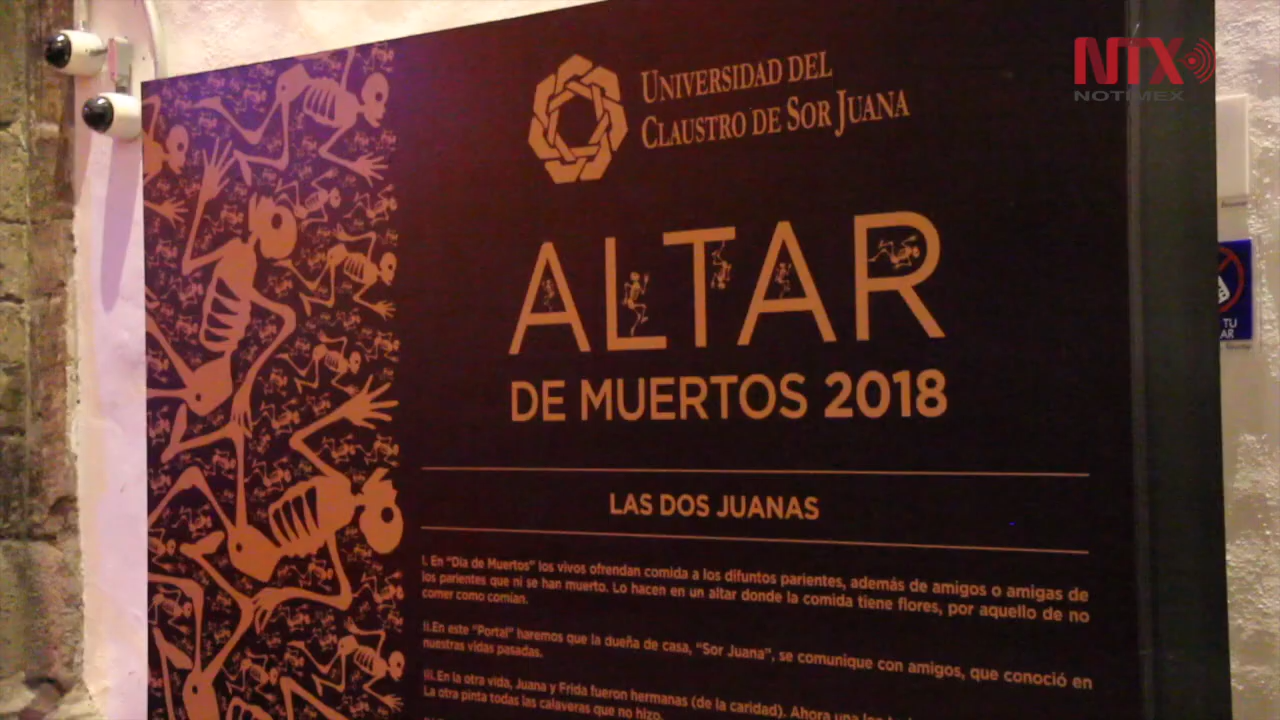 NTX
NOTIMEX
UNIVERSIDAD DEL
CLAUSTRO DE SOR JUANA
ALTAR
DE MUERTOS 2018
LAS DOS JUANAS
I. En "Día de Muertos" los vivos ofrendan comida a los difuntos parientes, además de amigos o amigas de
los parientes que ni se han muerto. Lo hacen en un altar donde la comida tiene flores, por aquello de no
comer como comían.
II.En este "Portal" haremos que la dueña de casa, "Sor Juana", se comunique con amigos, que conoció en
nuestras vidas pasadas.
III.En la otra vida, Juana y Frida fueron hermanas (de la caridad). Ahora una
La otra pinta todas las calaveras que no hizo.
TU
AR